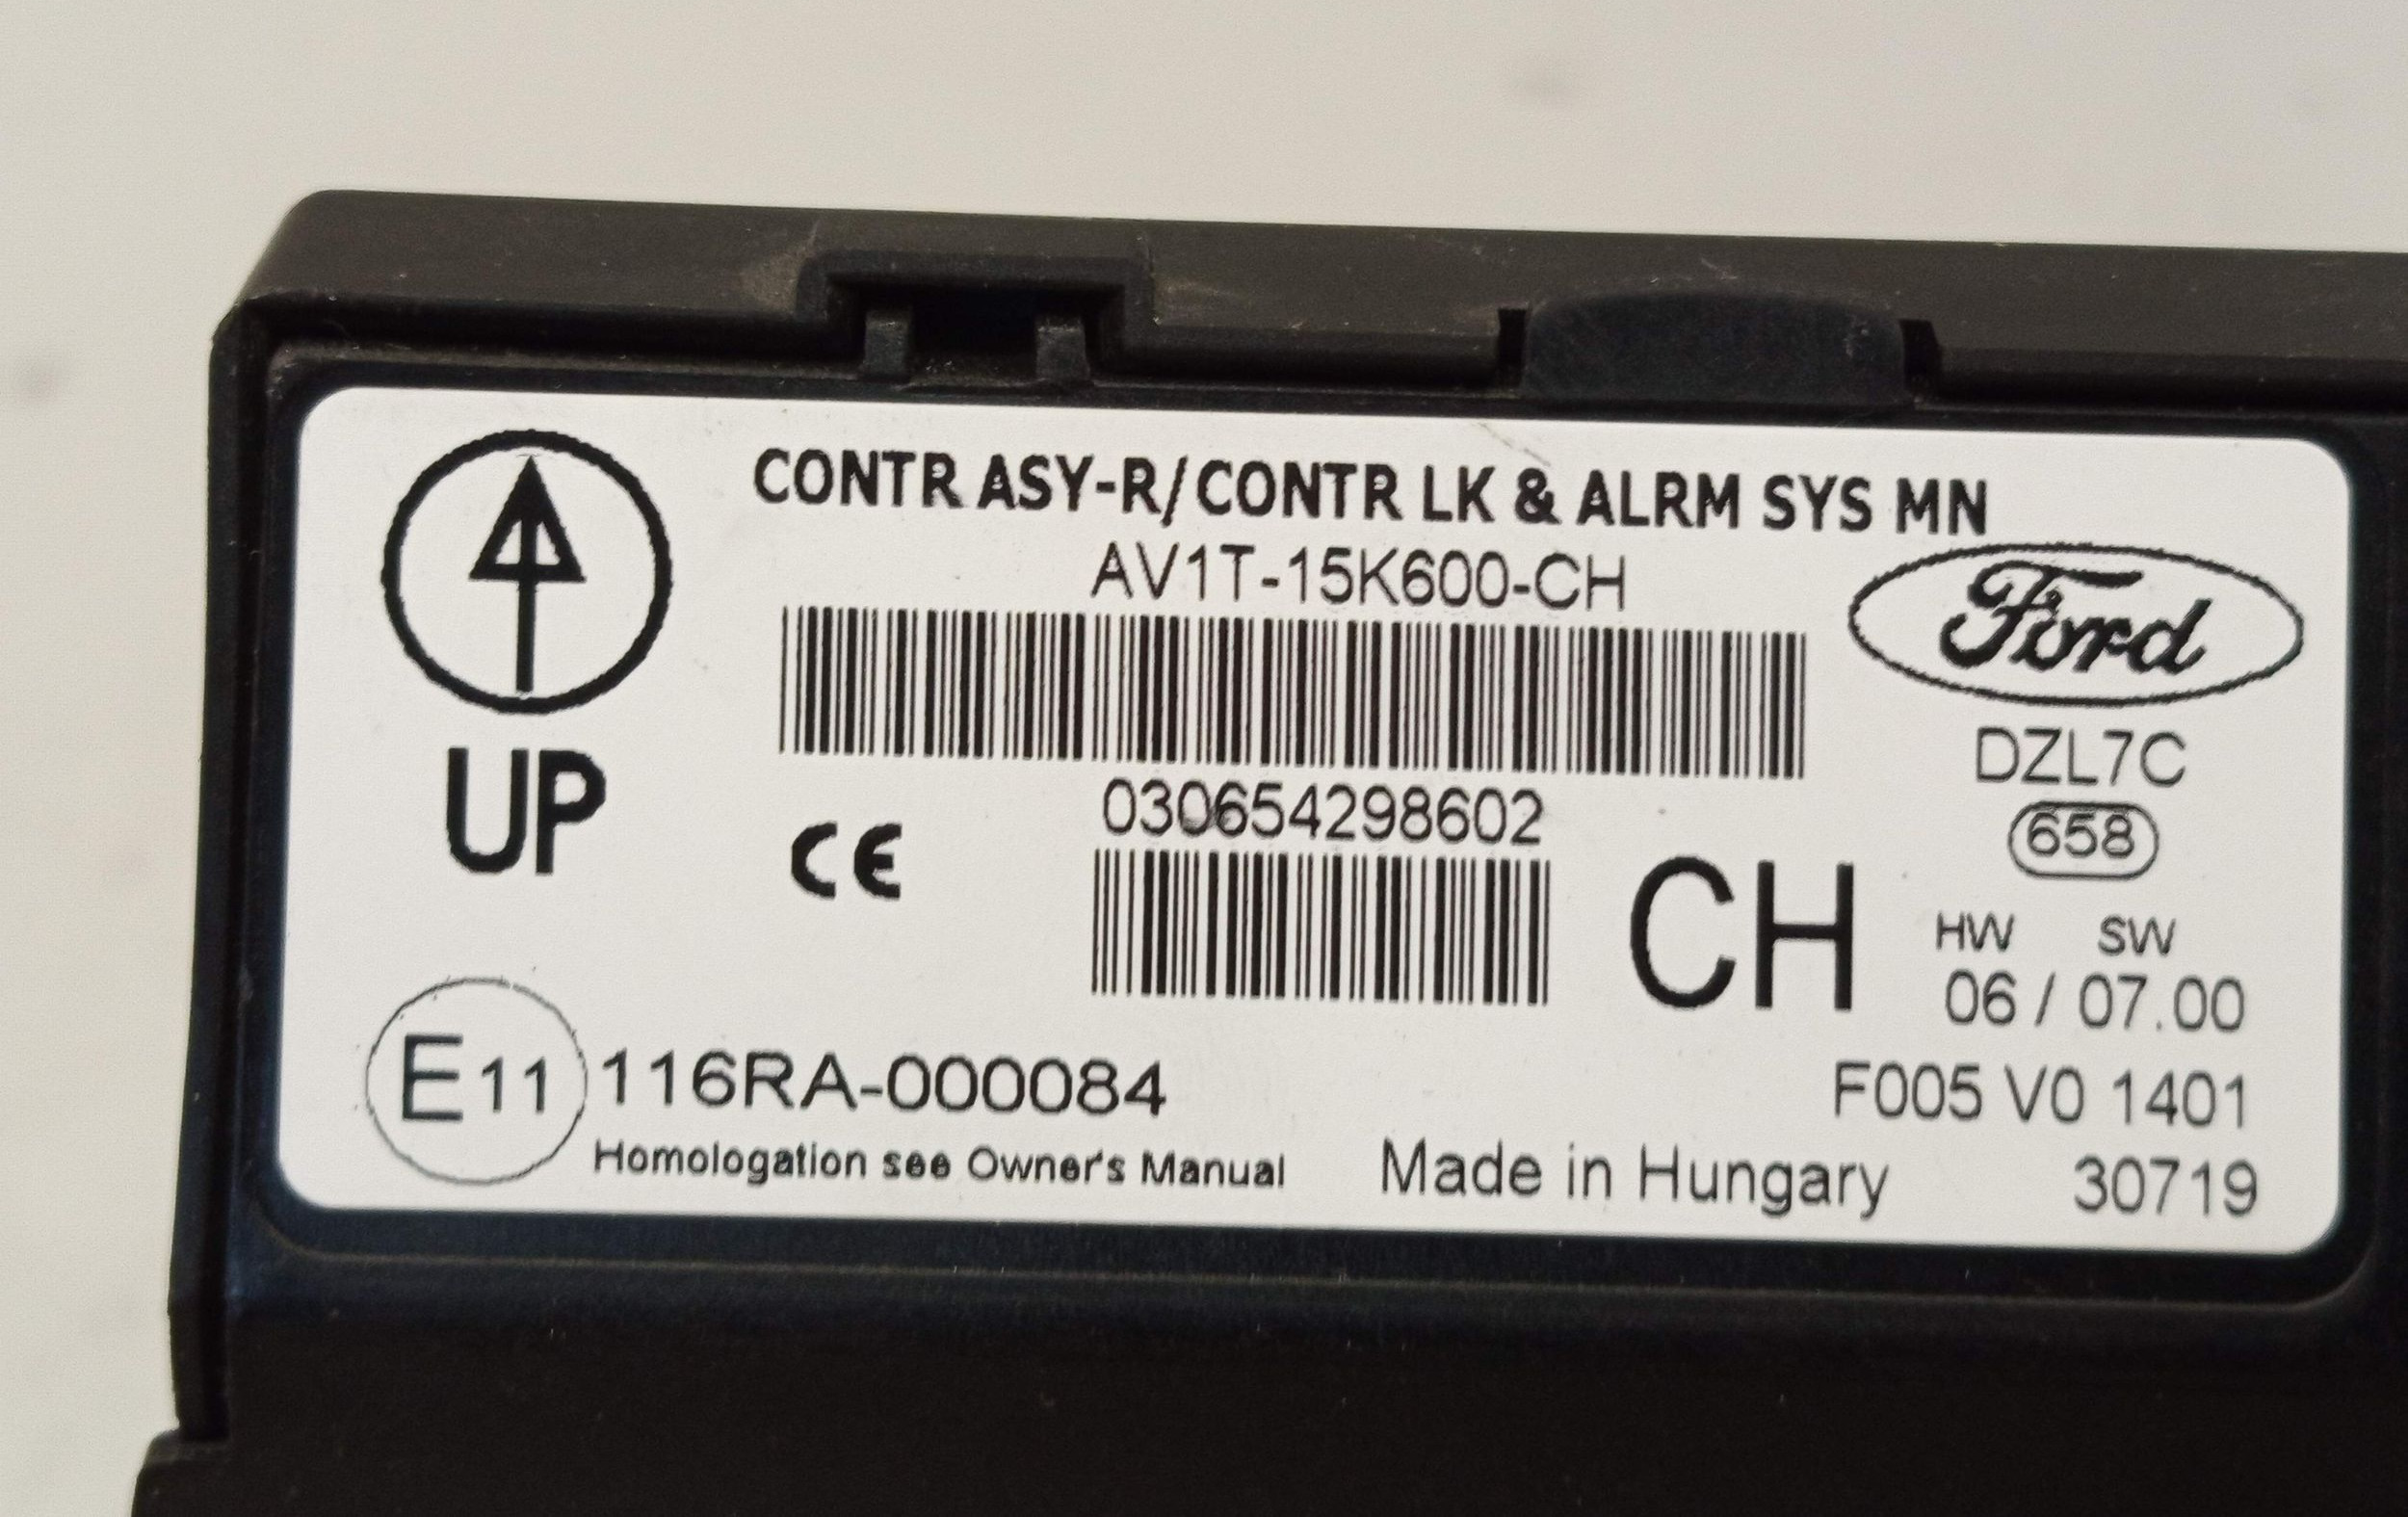 CONTR ASY-R/CONTR LK & ALRM SYS MN
AV1T-15K600-CH
Ford
UP
DZL7C
030654298602
658
CE
CH
HW SW
06 / 07.00
E11 116RA-000084
F005 V0 1401
Homologation see Owner's Manual
Made in Hungary
30719